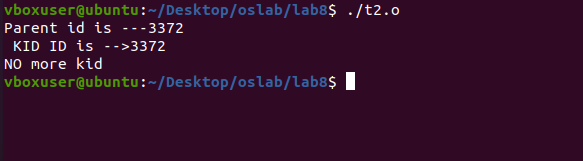 vboxuser@ubuntu:~/Desktop/oslab/lab8$ ./t2.o
Parent id is ---3372
 KID ID is -->3372
NO more kid
vboxuser@ubuntu:~/Desktop/oslab/lab8$